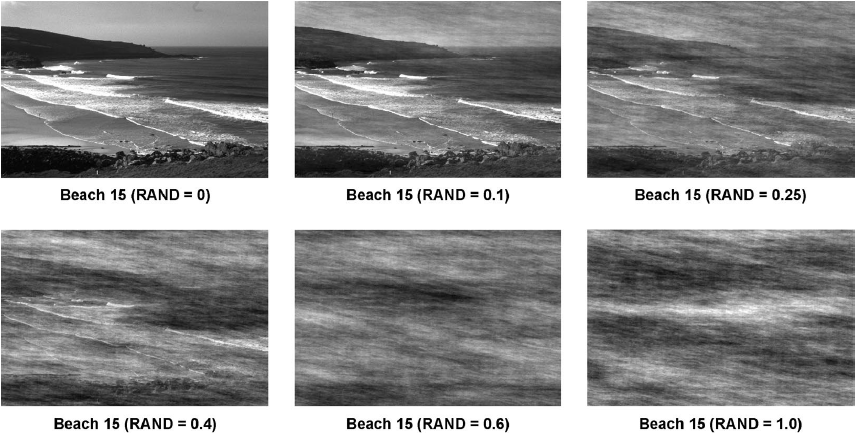 Beach 15 (RAND = 0)
Beach 15 (RAND = 0.1)
Beach 15 (RAND = 0.25)
Beach 15 (RAND = 0.4)
Beach 15 (RAND = 0.6)
Beach 15 (RAND = 1.0)